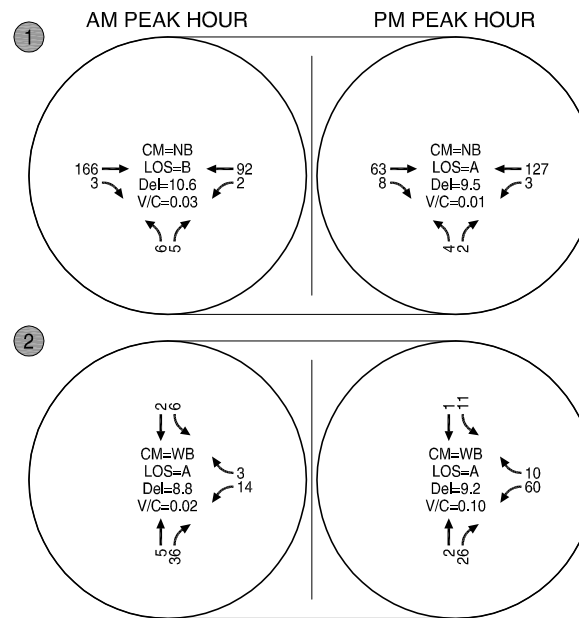 AM PEAK HOUR PM PEAK HOUR
1
CM=NB
166 LOS=B 92
3 Del=10.6 2
V/C=0.03
6 5
CM=NB
63 LOS=A 127
8 Del=9.5 3
V/C=0.01
4 2
2
2 6
CM=WB
LOS=A 3
Del=8.8 14
V/C=0.02
5 36
1 11
CM=WB
LOS=A 10
Del=9.2 60
V/C=0.10
2 26